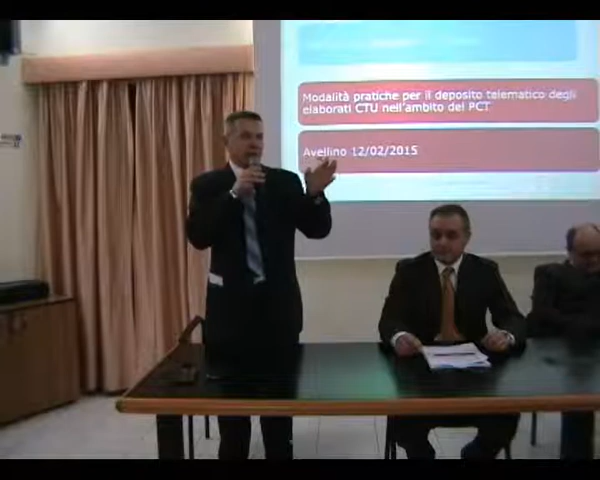 Modalità pratiche per il deposito telematico degli
elaborati CTU nell'ambito del PCT
Avellino 12/02/2015